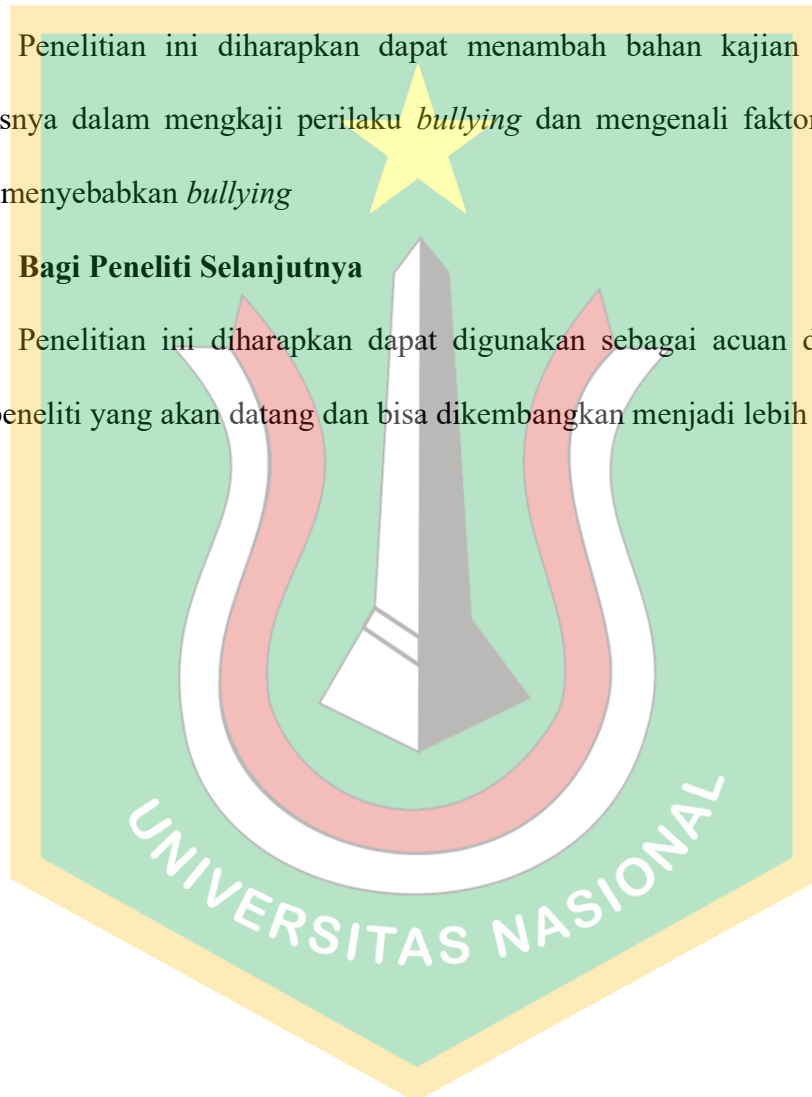 Penelitian ini diharapkan dapat menambah bahan kajian
snya dalam mengkaji perilaku bullying dan mengenali faktor
menyebabkan bullying
Bagi Peneliti Selanjutnya
Penelitian ini diharapkan dapat digunakan sebagai acuan d
peneliti yang akan datang dan bisa dikembangkan menjadi lebih
UNIVERSITAS NASIONAL